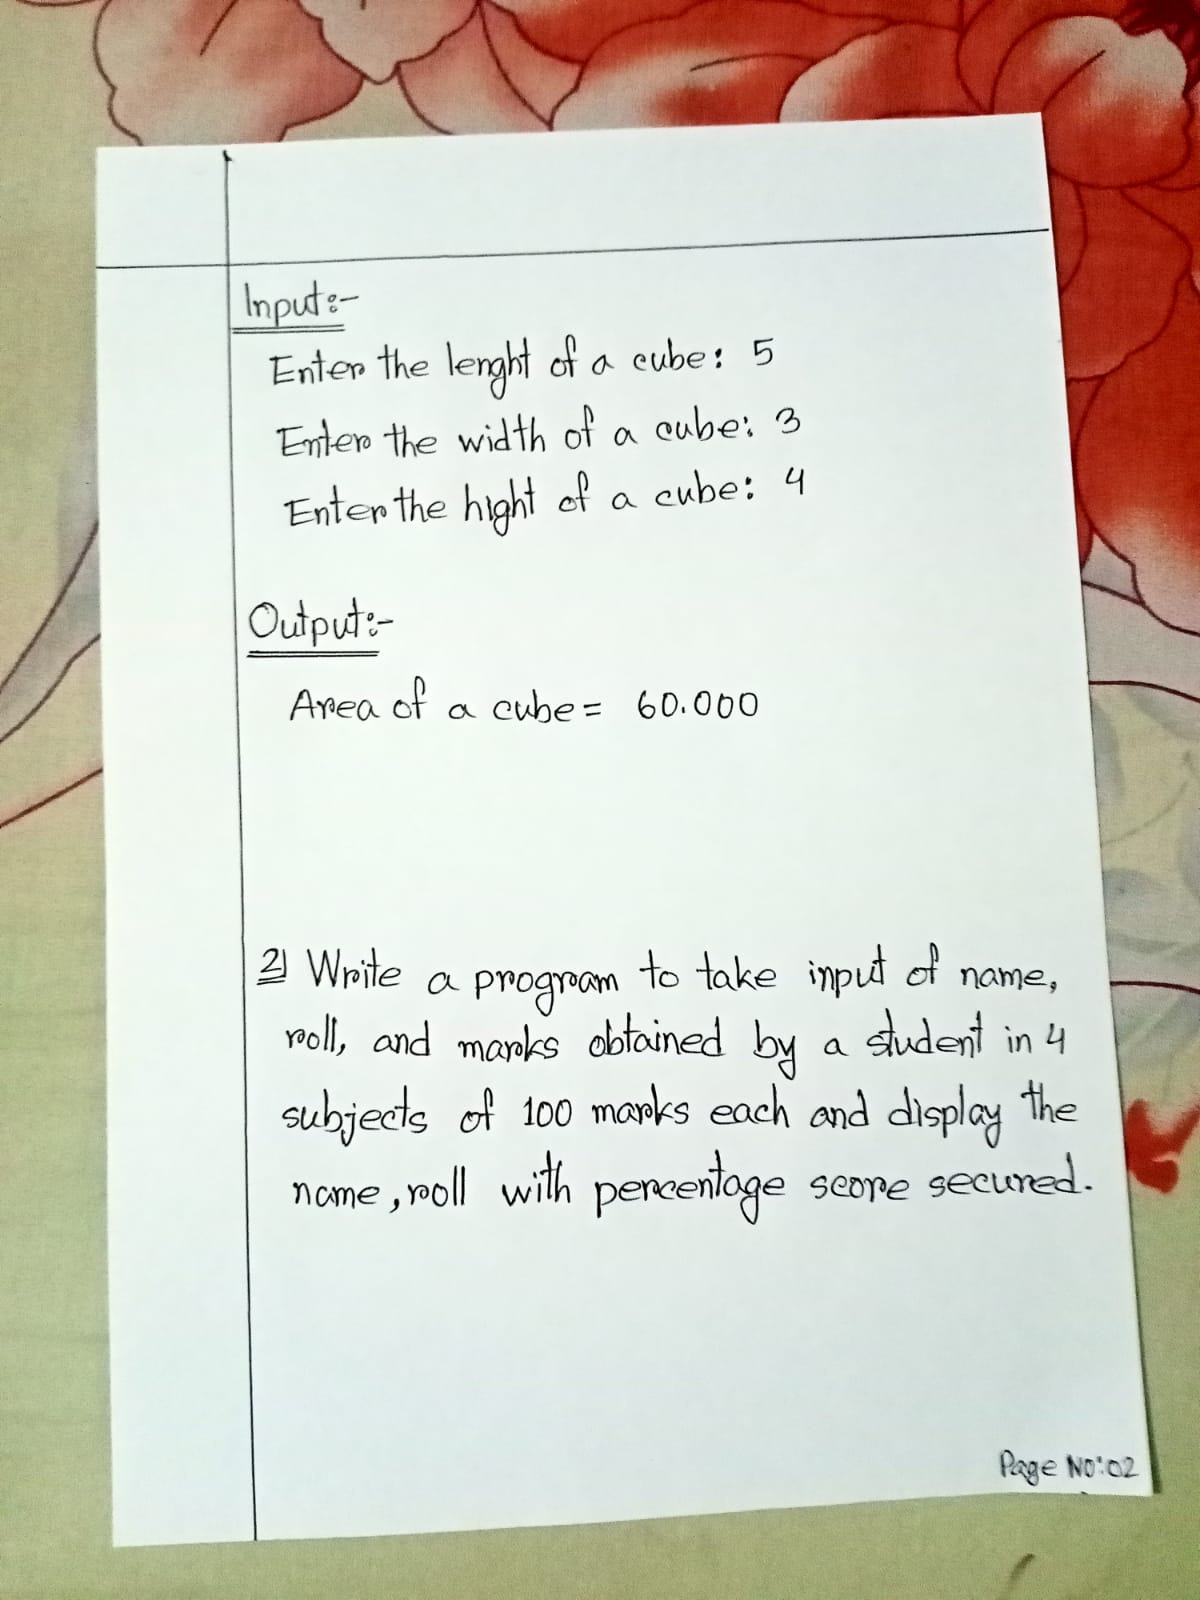 Input:-
Enter the lenght of a cube: 5
Enter the width of a cube: 3
Enter the hight of a cube: 4
Output:-
Area of a cube = 60.000
2) Write a program to take input of name,
roll, and marks obtained by a student in 4
subjects of 100 marks each and display the
name, roll with percentage score secured.
Page No:02